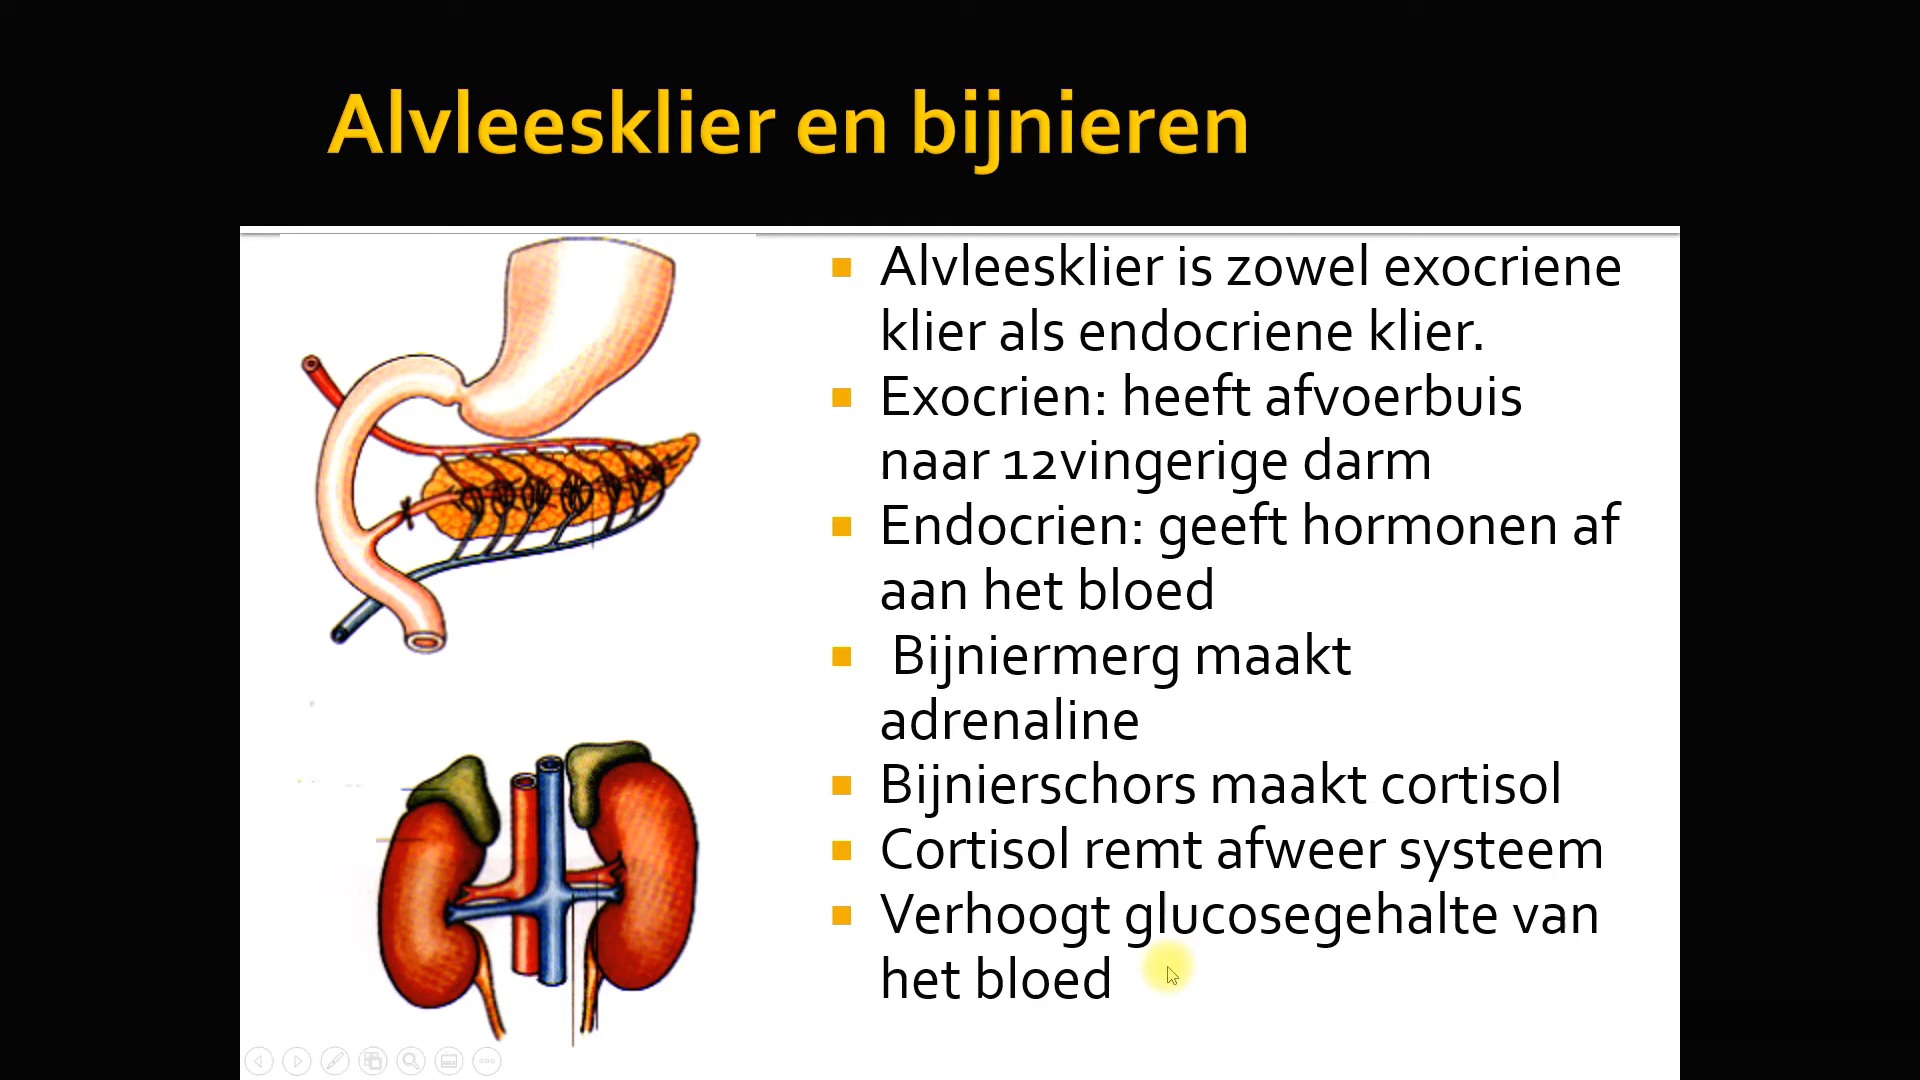 Alvleesklier en bijnieren
Alvleesklier is zowel exocriene
klier als endocriene klier.
Exocrien: heeft afvoerbuis
naar 12vingerige darm
Endocrien: geeft hormonen af
aan het bloed
Bijniermerg maakt
adrenaline
Bijnierschors maakt cortisol
Cortisol remt afweer systeem
Verhoogt glucosegehalte van
het bloed